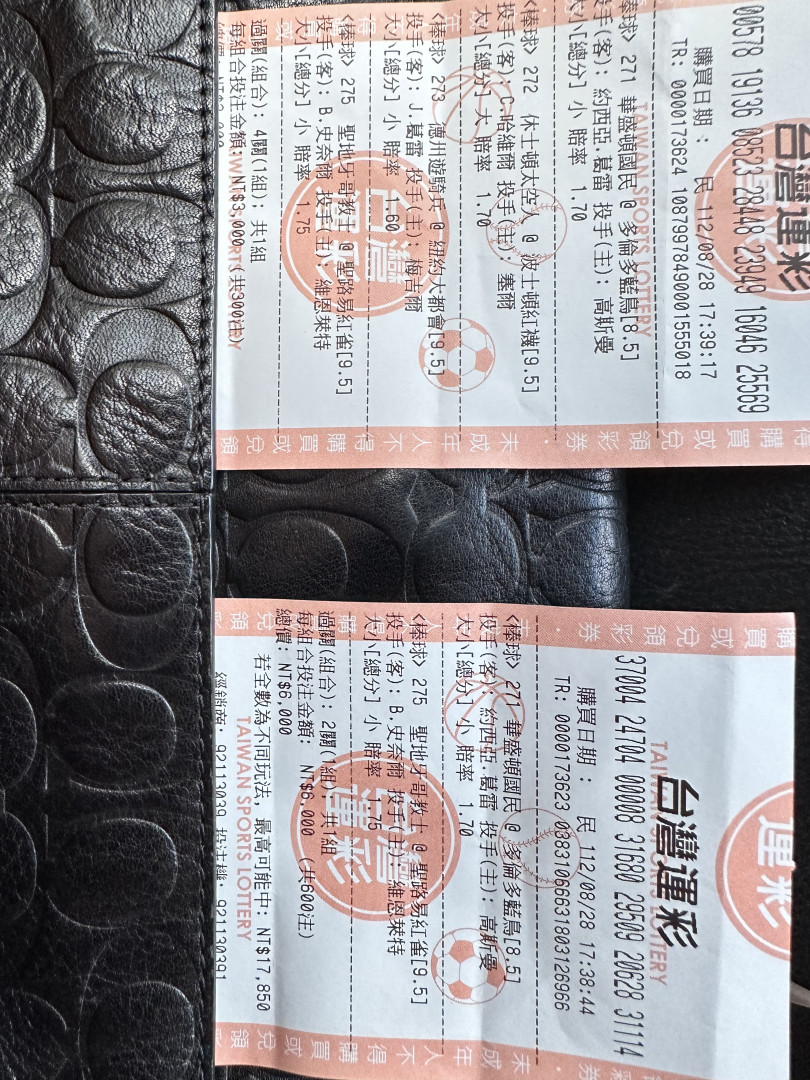 台灣運彩
TAIWAN SPORTS LOTTERY
00578 19136 08523 28448 23949 16046 25569
購買日期 : 民 112/08/28 17:39:17
TR: 0000173624 108799784900001555018
<棒球> 271 華盛頓國民 @ 多倫多藍鳥[8.5]
投手(客): 約西亞.葛雷 投手(主): 高斯曼
大小[總分] 小 賠率 1.70
<棒球> 272 休士頓太空人 @ 波士頓紅襪[9.5]
投手(客): C.哈維爾 投手(主): 塞爾
大小[總分] 大 賠率 1.70
<棒球> 273 德州遊騎兵 @ 紐約大都會[9.5]
投手(客): J.葛雷 投手(主): 梅吉爾
大小[總分] 小 賠率 1.60
<棒球> 275 聖地牙哥教士 @ 聖路易紅雀[9.5]
投手(客): B.史奈爾 投手(主): 維恩萊特
大小[總分] 小 賠率 1.75
過關(組合): 4關(1組): 共1組
每組合投注金額: NT$3,000 (共300注)
台灣運彩
未成年人不得購買或兌領彩券
運彩
台灣運彩
TAIWAN SPORTS LOTTERY
37004 24704 00008 31680 29509 20628 31114
購買日期 : 民 112/08/28 17:38:44
TR: 0000173623 03831066631803126966
<棒球> 271 華盛頓國民 @ 多倫多藍鳥[8.5]
投手(客): 約西亞.葛雷 投手(主): 高斯曼
大小[總分] 小 賠率 1.70
<棒球> 275 聖地牙哥教士 @ 聖路易紅雀[9.5]
投手(客): B.史奈爾 投手(主): 維恩萊特
大小[總分] 小 賠率 1.75
過關(組合): 2關(1組): 共1組
每組合投注金額: NT$6,000 (共600注)
總價: NT$6,000
若全數為不同玩法, 最高可能中: NT$17,850
TAIWAN SPORTS LOTTERY
經銷商: 92113039 投注機: 921130391
台灣運彩
未成年人不得購買或兌領彩券